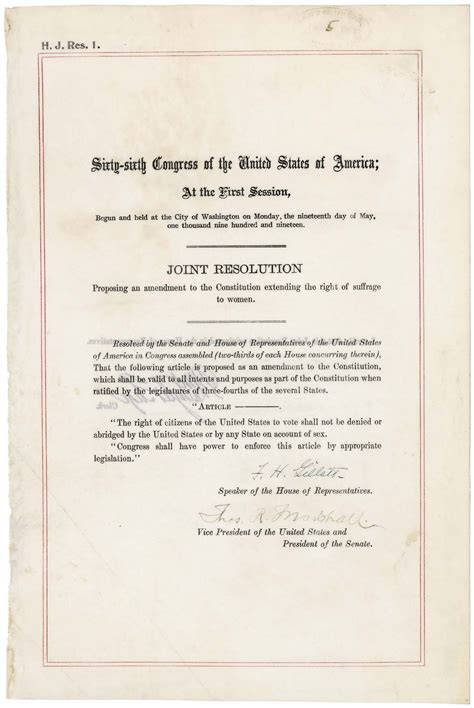 5
H. J. Res. 1.
Sixty-sixth Congress of the United States of America;
At the First Session,
Begun and held at the City of Washington on Monday, the nineteenth day of May,
one thousand nine hundred and nineteen.
JOINT RESOLUTION
Proposing an amendment to the Constitution extending the right of suffrage
to women.
Resolved by the Senate and House of Representatives of the United States
of America in Congress assembled (two-thirds of each House concurring therein),
That the following article is proposed as an amendment to the Constitution,
which shall be valid to all intents and purposes as part of the Constitution when
ratified by the legislatures of three-fourths of the several States.
"ARTICLE ———.
"The right of citizens of the United States to vote shall not be denied or
abridged by the United States or by any State on account of sex.
"Congress shall have power to enforce this article by appropriate
legislation."
F. H. Gillett
Speaker of the House of Representatives.
Thos. R. Marshall
Vice President of the United States and
President of the Senate.